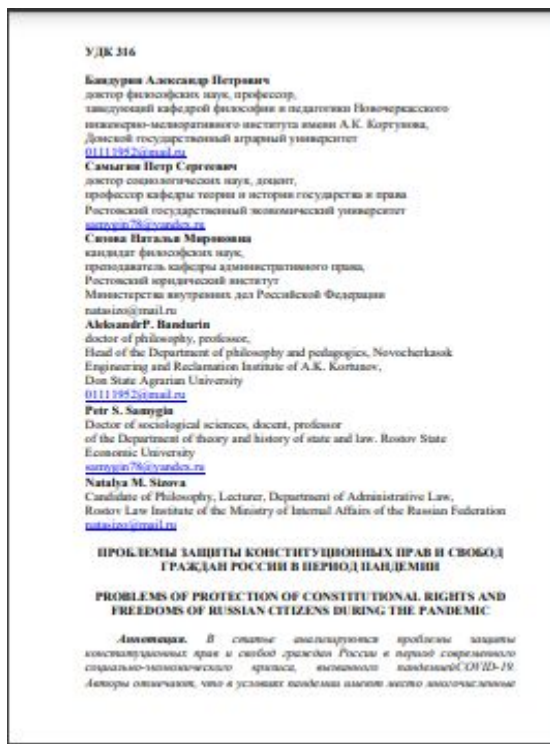 УДК 316
Бандурин Александр Петрович
доктор философских наук, профессор,
заведующий кафедрой философии и педагогики Новочеркасского
инженерно-мелиоративного института имени А.К. Кортунова,
Донской государственный аграрный университет
01111952@mail.ru
Самыгин Петр Сергеевич
доктор социологических наук, доцент,
профессор кафедры теории и истории государства и права
Ростовский государственный экономический университет
samygin78@yandex.ru
Сизова Наталья Мироновна
кандидат философских наук,
преподаватель кафедры административного права,
Ростовский юридический институт
Министерства внутренних дел Российской Федерации
natasizo@mail.ru
AleksandrP. Bandurin
doctor of philosophy, professor,
Head of the Department of philosophy and pedagogics, Novocherkassk
Engineering and Reclamation Institute of A.K. Kortunov,
Don State Agrarian University
01111952@mail.ru
Petr S. Samygin
Doctor of sociological sciences, docent, professor
of the Department of theory and history of state and law. Rostov State
Economic University
samygin78@yandex.ru
Natalya M. Sizova
Candidate of Philosophy, Lecturer, Department of Administrative Law,
Rostov Law Institute of the Ministry of Internal Affairs of the Russian Federation
natasizo@mail.ru
ПРОБЛЕМЫ ЗАЩИТЫ КОНСТИТУЦИОННЫХ ПРАВ И СВОБОД
ГРАЖДАН РОССИИ В ПЕРИОД ПАНДЕМИИ
PROBLEMS OF PROTECTION OF CONSTITUTIONAL RIGHTS AND
FREEDOMS OF RUSSIAN CITIZENS DURING THE PANDEMIC
Аннотация. В статье анализируются проблемы защиты
конституционных прав и свобод граждан России в период современного
социально-экономического кризиса, вызванного пандемиейCOVID-19.
Авторы отмечают, что в условиях пандемии имеют место многочисленные